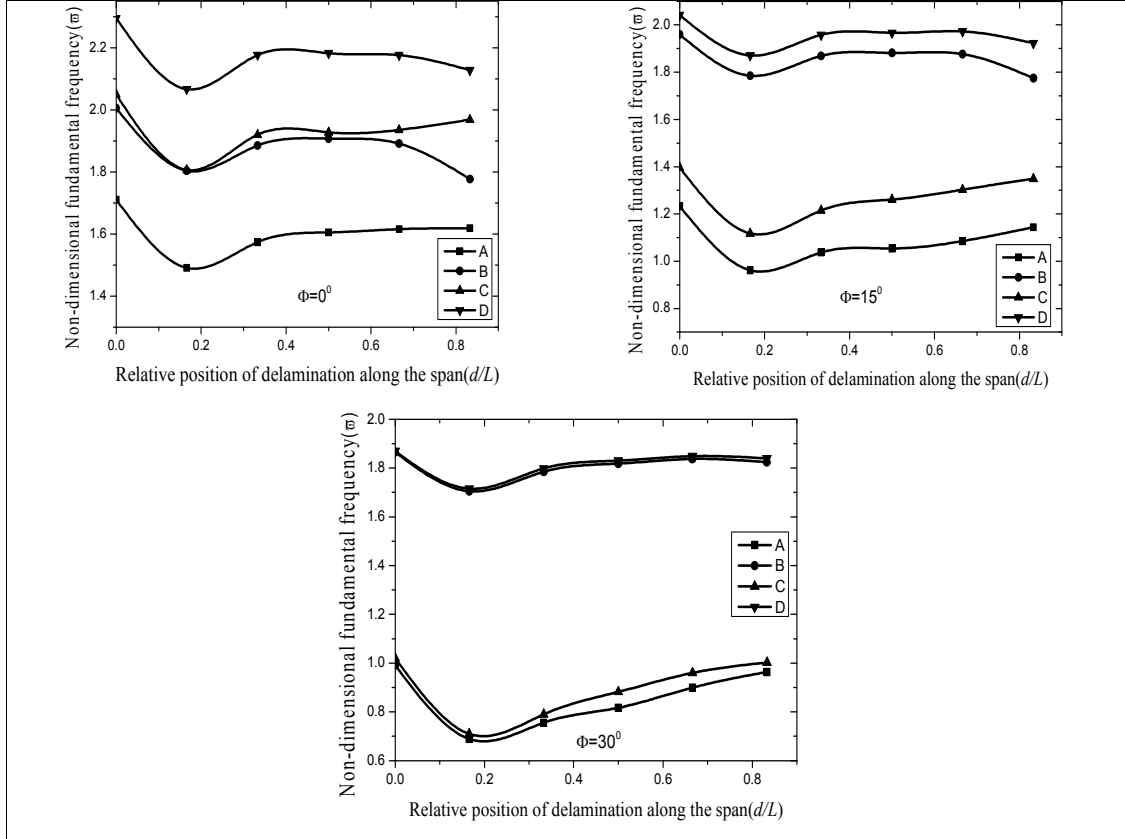 Non-dimensional fundamental frequency(ϖ)
2.2
2.0
1.8
1.6
1.4
A
B
C
D
Φ=0⁰
0.0 0.2 0.4 0.6 0.8
Relative position of delamination along the span(d/L)
Non-dimensional fundamental frequency(ϖ)
2.0
1.8
1.6
1.4
1.2
1.0
0.8
A
B
C
D
Φ=15⁰
0.0 0.2 0.4 0.6 0.8
Relative position of delamination along the span(d/L)
Non-dimensional fundamental frequency(ϖ)
2.0
1.8
1.6
1.4
1.2
1.0
0.8
0.6
A
B
C
D
Φ=30⁰
0.0 0.2 0.4 0.6 0.8
Relative position of delamination along the span(d/L)